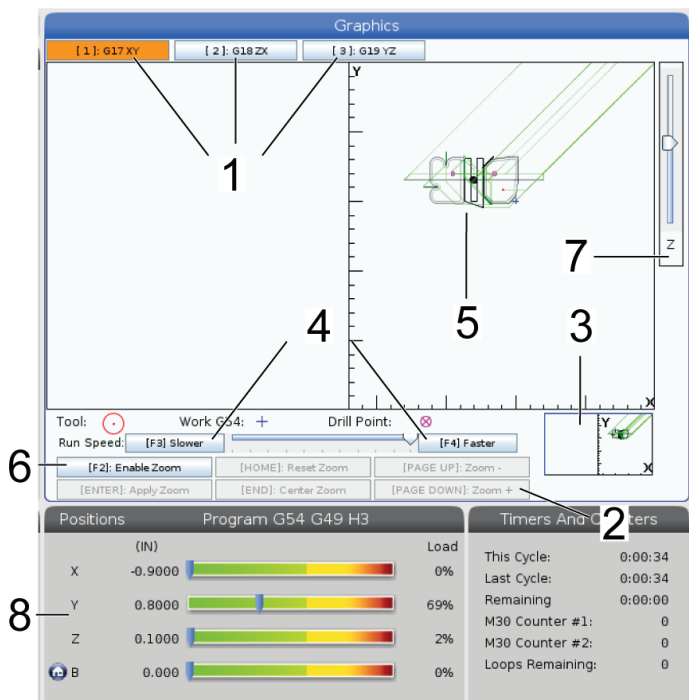 Graphics
[ 1 ]: G17 XY [ 2 ]: G18 ZX [ 3 ]: G19 YZ
Y
1
Z
7
5
3
4
X
Tool: Work G54: Drill Point:
Run Speed: [F3] Slower [F4] Faster
Y
X
6 [F2]: Enable Zoom [HOME]: Reset Zoom [PAGE UP]: Zoom -
[ENTER]: Apply Zoom [END]: Center Zoom [PAGE DOWN]: Zoom +
2
Positions Program G54 G49 H3
(IN) Load
X -0.9000 0%
8 Y 0.8000 69%
Z 0.1000 2%
B 0.000 0%
Timers And
This Cycle: 0:00:34
Last Cycle: 0:00:34
Remaining 0:00:00
M30 Counter #1: 0
M30 Counter #2: 0
Loops Remaining: 0